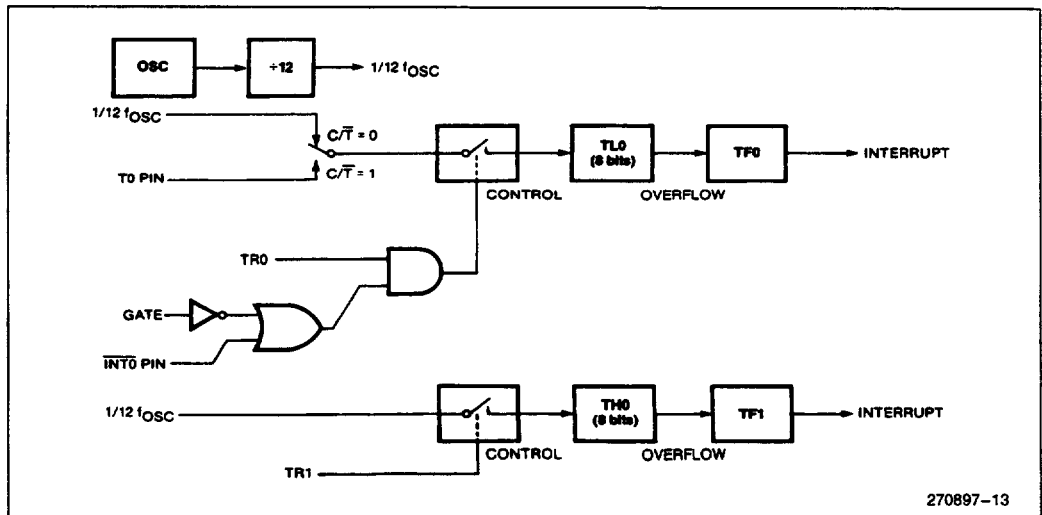 OSC
÷12
1/12 fOSC
1/12 fOSC
C/T̅ = 0
T0 PIN
C/T̅ = 1
CONTROL
TL0
(8 bits)
OVERFLOW
TF0
INTERRUPT
TR0
GATE
I̅N̅T̅0̅ PIN
1/12 fOSC
TR1
CONTROL
TH0
(8 bits)
OVERFLOW
TF1
INTERRUPT
270897–13